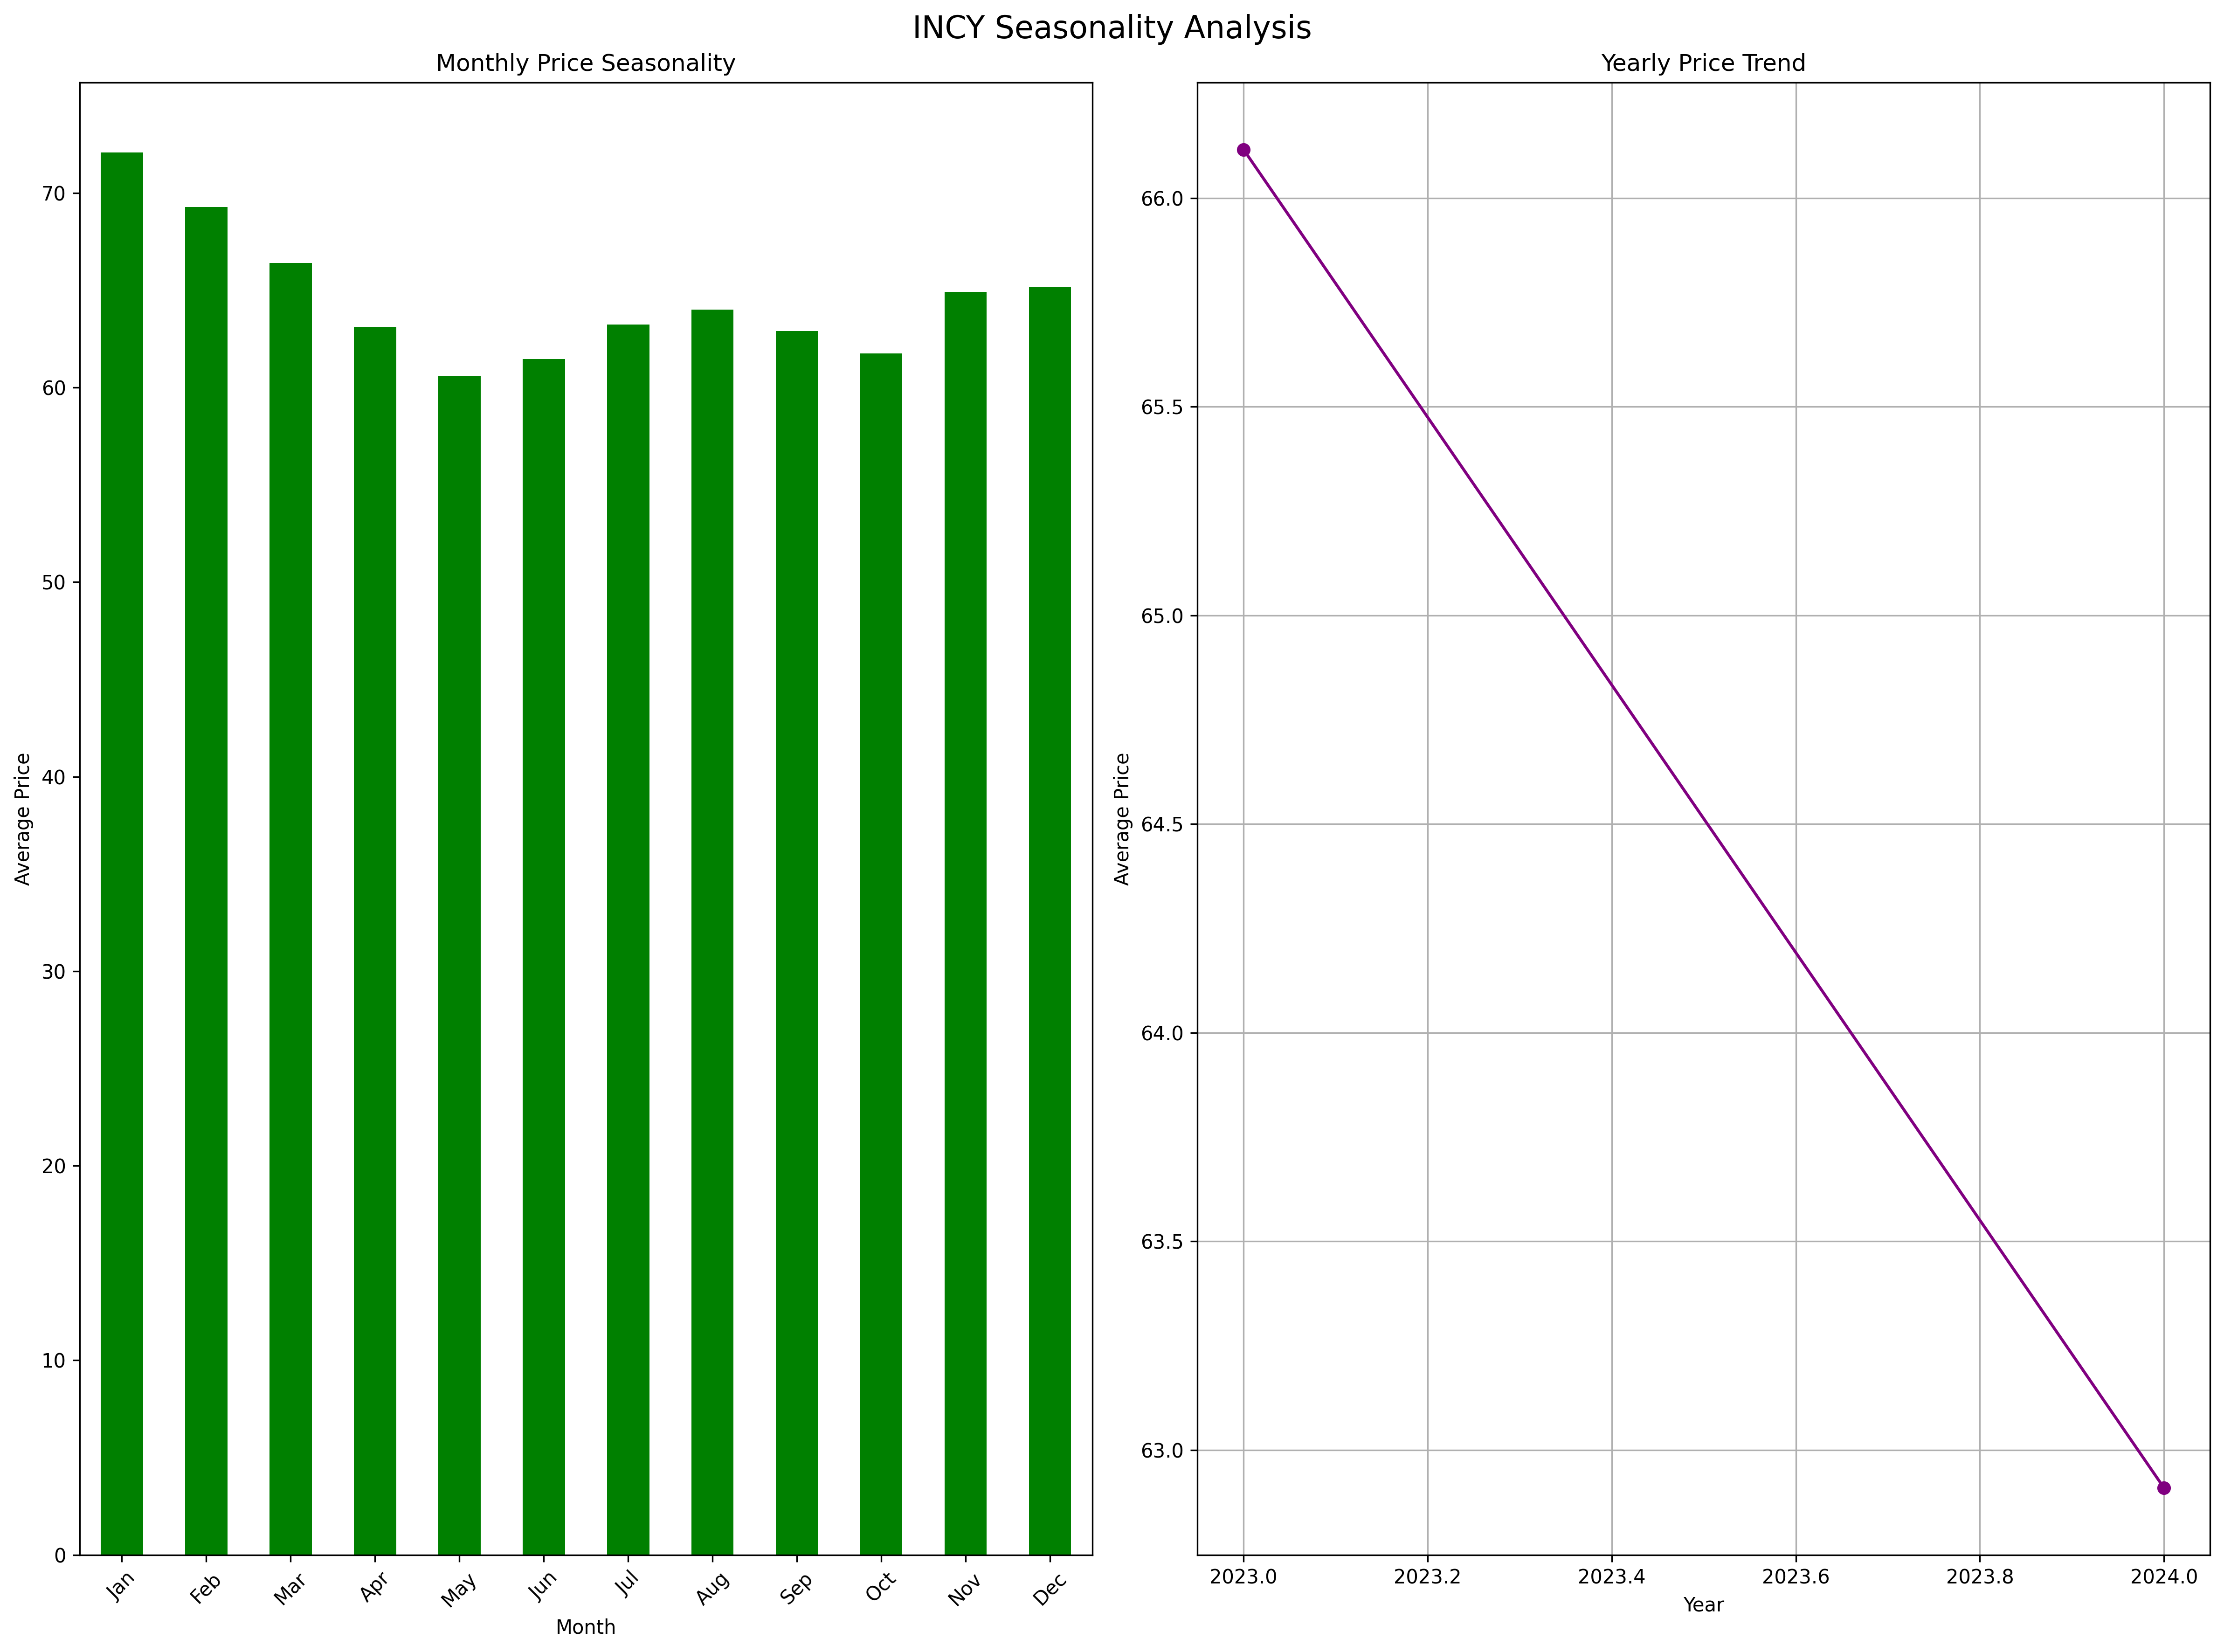 INCY Seasonality Analysis
Monthly Price Seasonality
Average Price
70
60
50
40
30
20
10
0
Jan Feb Mar Apr May Jun Jul Aug Sep Oct Nov Dec
Month
Yearly Price Trend
Average Price
66.0
65.5
65.0
64.5
64.0
63.5
63.0
2023.0 2023.2 2023.4 2023.6 2023.8 2024.0
Year